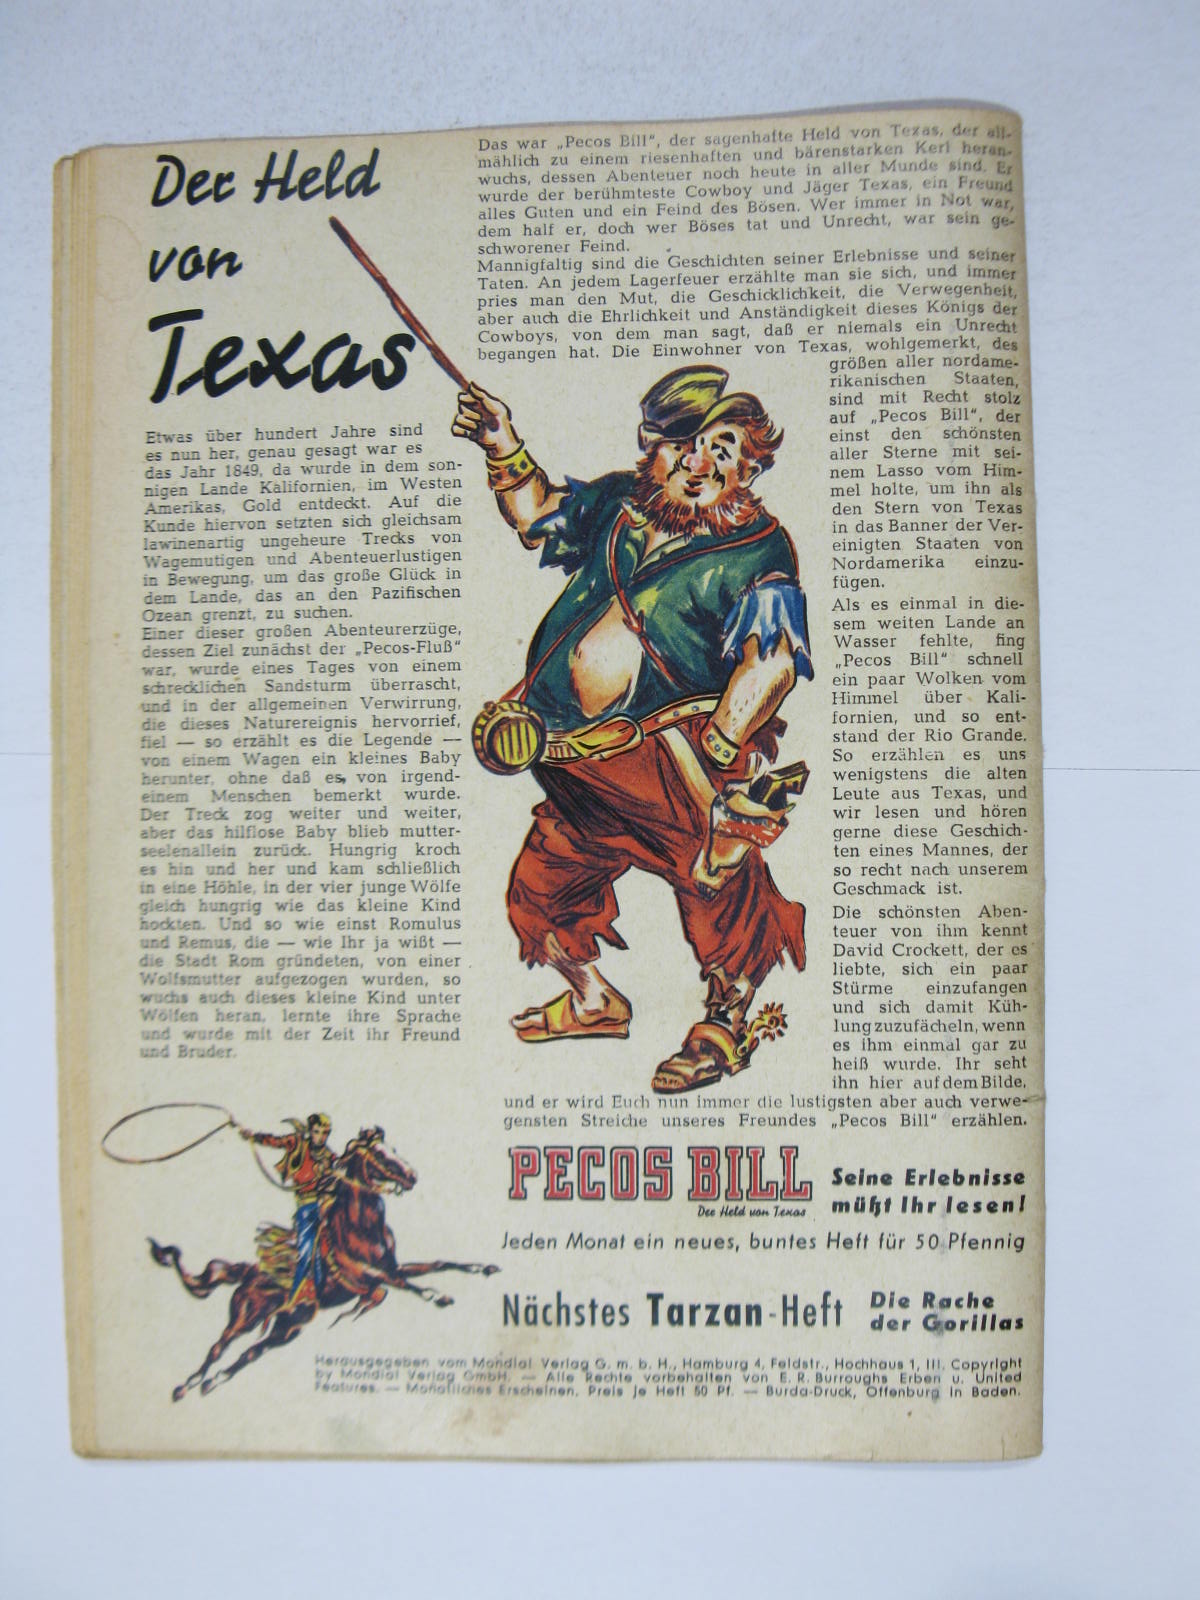 Der Held
von
Texas
Etwas über hundert Jahre sind
es nun her, genau gesagt war es
das Jahr 1849, da wurde in dem son-
nigen Lande Kalifornien, im Westen
Amerikas, Gold entdeckt. Auf die
Kunde hiervon setzten sich gleichsam
lawinenartig ungeheure Trecks von
Wagemutigen und Abenteuerlustigen
in Bewegung, um das große Glück in
dem Lande, das an den Pazifischen
Ozean grenzt, zu suchen.
Einer dieser großen Abenteurerzüge,
dessen Ziel zunächst der „Pecos-Fluß“
war, wurde eines Tages von einem
schrecklichen Sandsturm überrascht,
und in der allgemeinen Verwirrung,
die dieses Naturereignis hervorrief,
fiel — so erzählt es die Legende —
von einem Wagen ein kleines Baby
herunter, ohne daß es, von irgend-
einem Menschen bemerkt wurde.
Der Treck zog weiter und weiter,
aber das hilflose Baby blieb mutter-
seelenallein zurück. Hungrig kroch
es hin und her und kam schließlich
in eine Höhle, in der vier junge Wölfe
gleich hungrig wie das kleine Kind
hockten. Und so wie einst Romulus
und Remus, die — wie Ihr ja wißt —
die Stadt Rom gründeten, von einer
Wolfsmutter aufgezogen wurden, so
wuchs auch dieses kleine Kind unter
Wölfen heran, lernte ihre Sprache
und wurde mit der Zeit ihr Freund
und Bruder.
Das war „Pecos Bill“, der sagenhafte Held von Texas, der all-
mählich zu einem riesenhaften und bärenstarken Kerl heran-
wuchs, dessen Abenteuer noch heute in aller Munde sind. Er
wurde der berühmteste Cowboy und Jäger Texas, ein Freund
alles Guten und ein Feind des Bösen. Wer immer in Not war,
dem half er, doch wer Böses tat und Unrecht, war sein ge-
schworener Feind.
Mannigfaltig sind die Geschichten seiner Erlebnisse und seiner
Taten. An jedem Lagerfeuer erzählte man sie sich, und immer
pries man den Mut, die Geschicklichkeit, die Verwegenheit,
aber auch die Ehrlichkeit und Anständigkeit dieses Königs der
Cowboys, von dem man sagt, daß er niemals ein Unrecht
begangen hat. Die Einwohner von Texas, wohlgemerkt, des
größen aller nordame-
rikanischen Staaten,
sind mit Recht stolz
auf „Pecos Bill“, der
einst den schönsten
aller Sterne mit sei-
nem Lasso vom Him-
mel holte, um ihn als
den Stern von Texas
in das Banner der Ver-
einigten Staaten von
Nordamerika einzu-
fügen.
Als es einmal in die-
sem weiten Lande an
Wasser fehlte, fing
„Pecos Bill“ schnell
ein paar Wolken vom
Himmel über Kali-
fornien, und so ent-
stand der Rio Grande.
So erzählen es uns
wenigstens die alten
Leute aus Texas, und
wir lesen und hören
gerne diese Geschich-
ten eines Mannes, der
so recht nach unserem
Geschmack ist.
Die schönsten Aben-
teuer von ihm kennt
David Crockett, der es
liebte, sich ein paar
Stürme einzufangen
und sich damit Küh-
lung zuzufächeln, wenn
es ihm einmal gar zu
heiß wurde. Ihr seht
ihn hier auf dem Bilde,
und er wird Euch nun immer die lustigsten aber auch verwe-
gensten Streiche unseres Freundes „Pecos Bill“ erzählen.
PECOS BILL
Der Held von Texas
Seine Erlebnisse
müßt Ihr lesen!
Jeden Monat ein neues, buntes Heft für 50 Pfennig
Nächstes Tarzan-Heft
Die Rache
der Gorillas
Herausgegeben vom Mondial Verlag G. m. b. H., Hamburg 4, Feldstr., Hochhaus 1, III. Copyright
by Mondial Verlag GmbH. — Alle Rechte vorbehalten von E. R. Burroughs Erben u. United
Features. — Monatliches Erscheinen. Preis je Heft 50 Pf. — Burda-Druck, Offenburg in Baden.